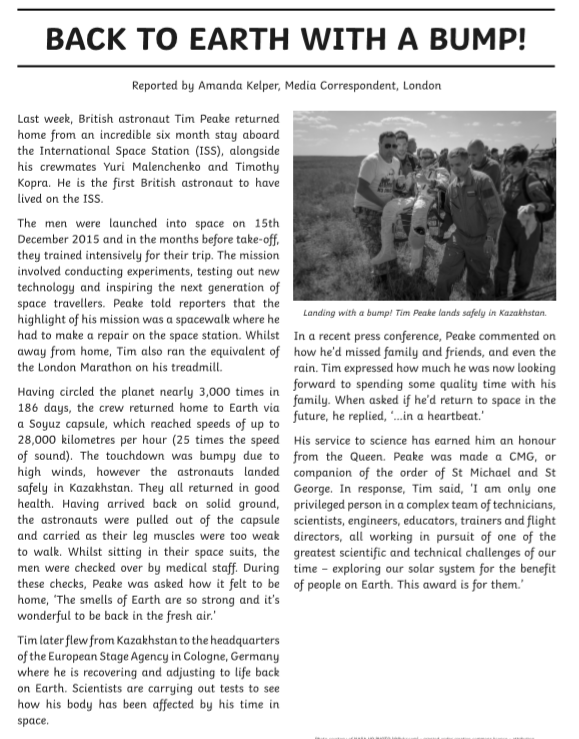 BACK TO EARTH WITH A BUMP!
Reported by Amanda Kelper, Media Correspondent, London
Last week, British astronaut Tim Peake returned
home from an incredible six month stay aboard
the International Space Station (ISS), alongside
his crewmates Yuri Malenchenko and Timothy
Kopra. He is the first British astronaut to have
lived on the ISS.
The men were launched into space on 15th
December 2015 and in the months before take-off,
they trained intensively for their trip. The mission
involved conducting experiments, testing out new
technology and inspiring the next generation of
space travellers. Peake told reporters that the
highlight of his mission was a spacewalk where he
had to make a repair on the space station. Whilst
away from home, Tim also ran the equivalent of
the London Marathon on his treadmill.
Having circled the planet nearly 3,000 times in
186 days, the crew returned home to Earth via
a Soyuz capsule, which reached speeds of up to
28,000 kilometres per hour (25 times the speed
of sound). The touchdown was bumpy due to
high winds, however the astronauts landed
safely in Kazakhstan. They all returned in good
health. Having arrived back on solid ground,
the astronauts were pulled out of the capsule
and carried as their leg muscles were too weak
to walk. Whilst sitting in their space suits, the
men were checked over by medical staff. During
these checks, Peake was asked how it felt to be
home, ‘The smells of Earth are so strong and it’s
wonderful to be back in the fresh air.’
Tim later flew from Kazakhstan to the headquarters
of the European Stage Agency in Cologne, Germany
where he is recovering and adjusting to life back
on Earth. Scientists are carrying out tests to see
how his body has been affected by his time in
space.
Landing with a bump! Tim Peake lands safely in Kazakhstan.
In a recent press conference, Peake commented on
how he’d missed family and friends, and even the
rain. Tim expressed how much he was now looking
forward to spending some quality time with his
family. When asked if he’d return to space in the
future, he replied, ‘...in a heartbeat.’
His service to science has earned him an honour
from the Queen. Peake was made a CMG, or
companion of the order of St Michael and St
George. In response, Tim said, ‘I am only one
privileged person in a complex team of technicians,
scientists, engineers, educators, trainers and flight
directors, all working in pursuit of one of the
greatest scientific and technical challenges of our
time – exploring our solar system for the benefit
of people on Earth. This award is for them.’